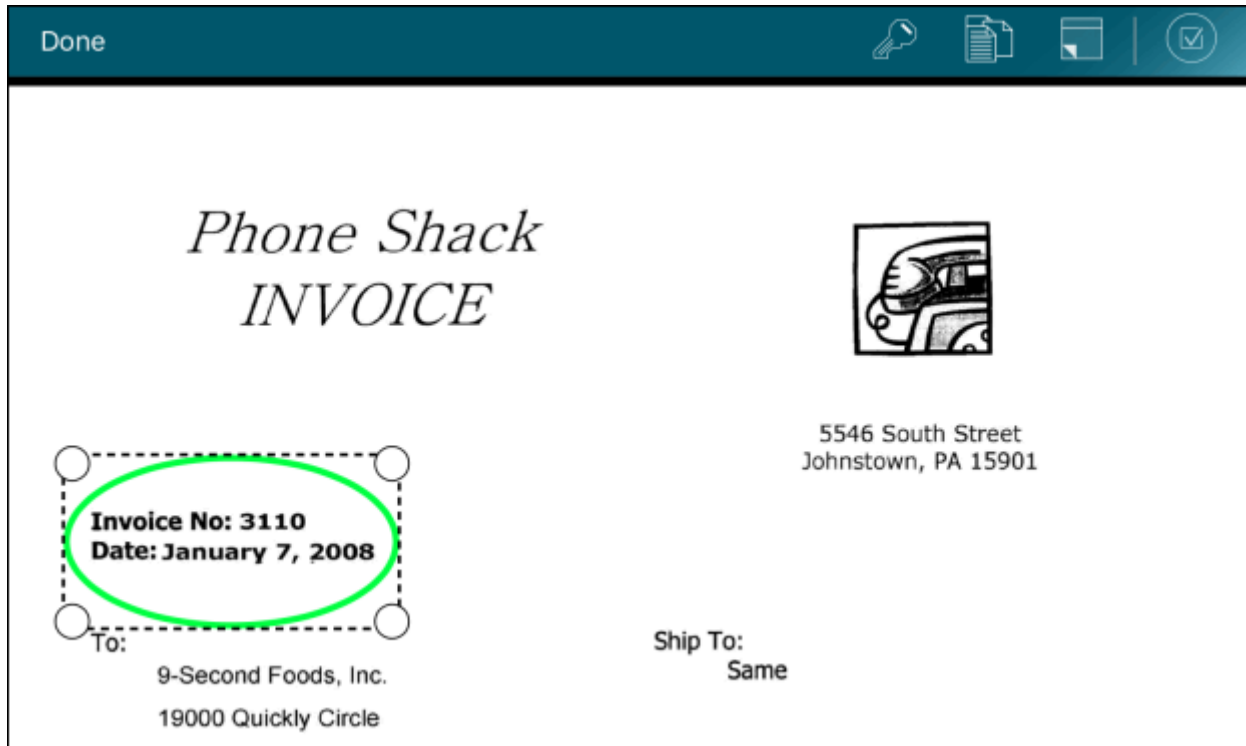 Done
Phone Shack
INVOICE
5546 South Street
Johnstown, PA 15901
Invoice No: 3110
Date: January 7, 2008
To:
9-Second Foods, Inc.
19000 Quickly Circle
Ship To:
Same